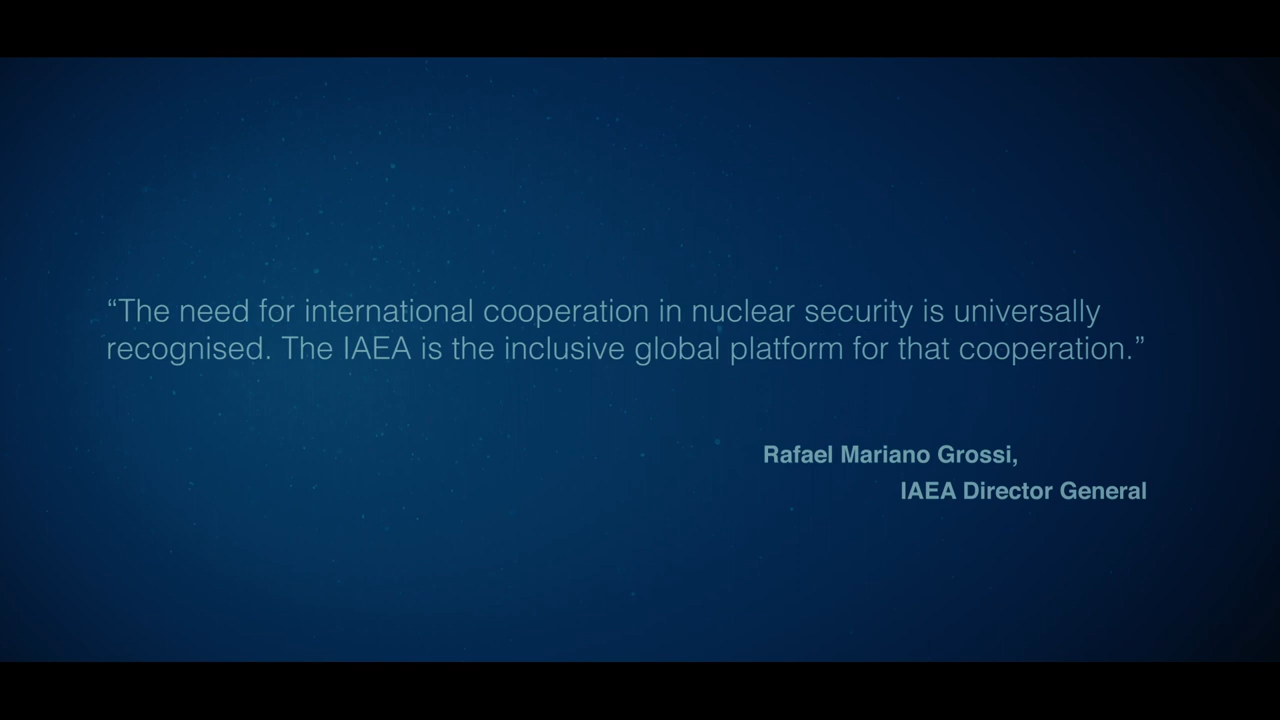 “The need for international cooperation in nuclear security is universally
recognised. The IAEA is the inclusive global platform for that cooperation.”
Rafael Mariano Grossi,
IAEA Director General